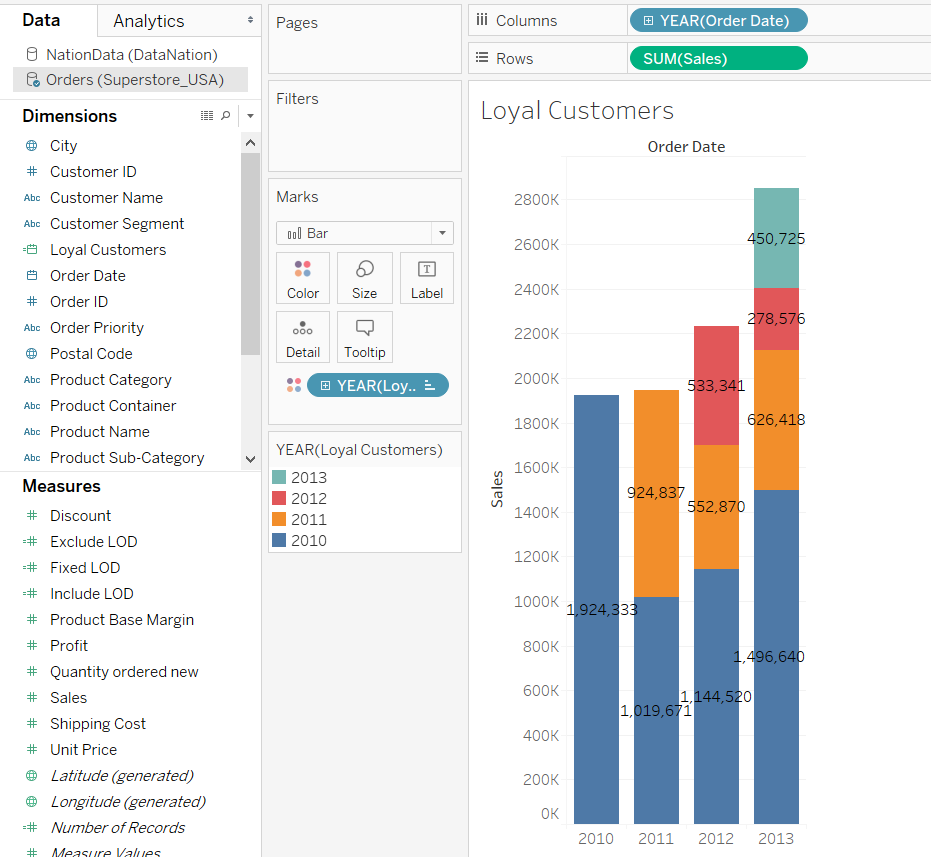 Data
Analytics
NationData (DataNation)
Orders (Superstore_USA)
Dimensions
City
Customer ID
Abc Customer Name
Abc Customer Segment
Loyal Customers
Order Date
Order ID
Abc Order Priority
Postal Code
Abc Product Category
Abc Product Container
Abc Product Name
Abc Product Sub-Category
Measures
Discount
Exclude LOD
Fixed LOD
Include LOD
Product Base Margin
Profit
Quantity ordered new
Sales
Shipping Cost
Unit Price
Latitude (generated)
Longitude (generated)
Number of Records
Measure Values
Pages
Filters
Marks
Bar
Color Size Label
Detail Tooltip
YEAR(Loy..
YEAR(Loyal Customers)
2013
2012
2011
2010
Columns YEAR(Order Date)
Rows SUM(Sales)
Loyal Customers
Order Date
Sales
2800K
2600K
2400K
2200K
2000K
1800K
1600K
1400K
1200K
1000K
800K
600K
400K
200K
0K
450,725
278,576
533,341
626,418
924,837
552,870
1,924,333
1,496,640
1,144,520
1,019,671
2010 2011 2012 2013